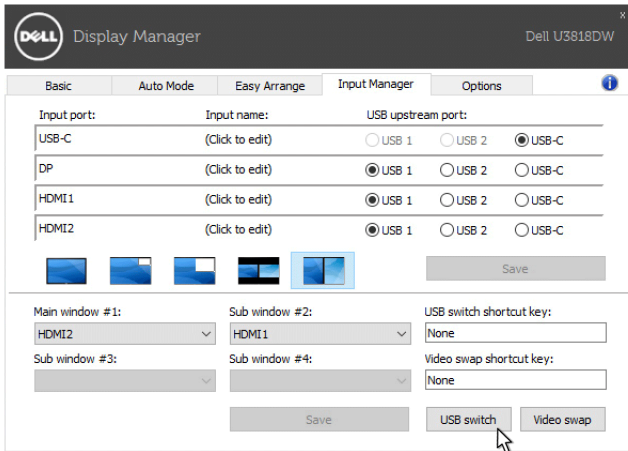 DELL Display Manager Dell U3818DW x
Basic Auto Mode Easy Arrange Input Manager Options i
Input port: Input name: USB upstream port:
USB-C (Click to edit) USB 1 USB 2 USB-C
DP (Click to edit) USB 1 USB 2 USB-C
HDMI1 (Click to edit) USB 1 USB 2 USB-C
HDMI2 (Click to edit) USB 1 USB 2 USB-C
Save
Main window #1: Sub window #2: USB switch shortcut key:
HDMI2 HDMI1 None
Sub window #3: Sub window #4: Video swap shortcut key:
None
Save USB switch Video swap